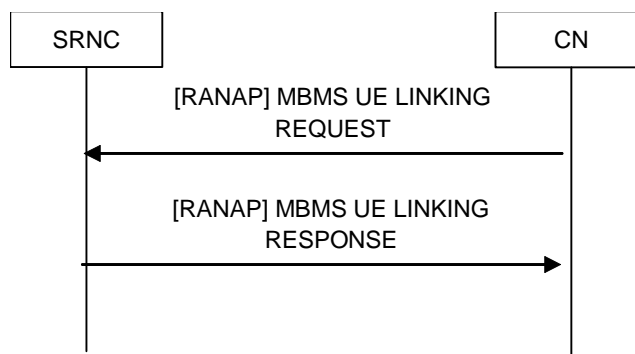 SRNC
CN
[RANAP] MBMS UE LINKING
REQUEST
[RANAP] MBMS UE LINKING
RESPONSE